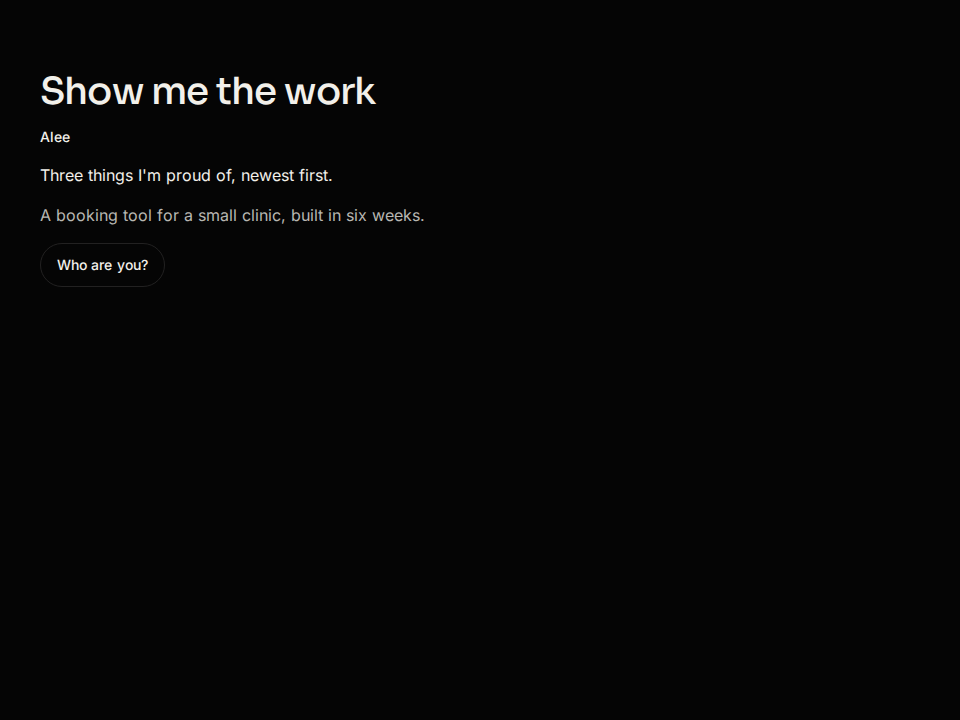 Show me the work
Alee
Three things I'm proud of, newest first.
A booking tool for a small clinic, built in six weeks.
Who are you?